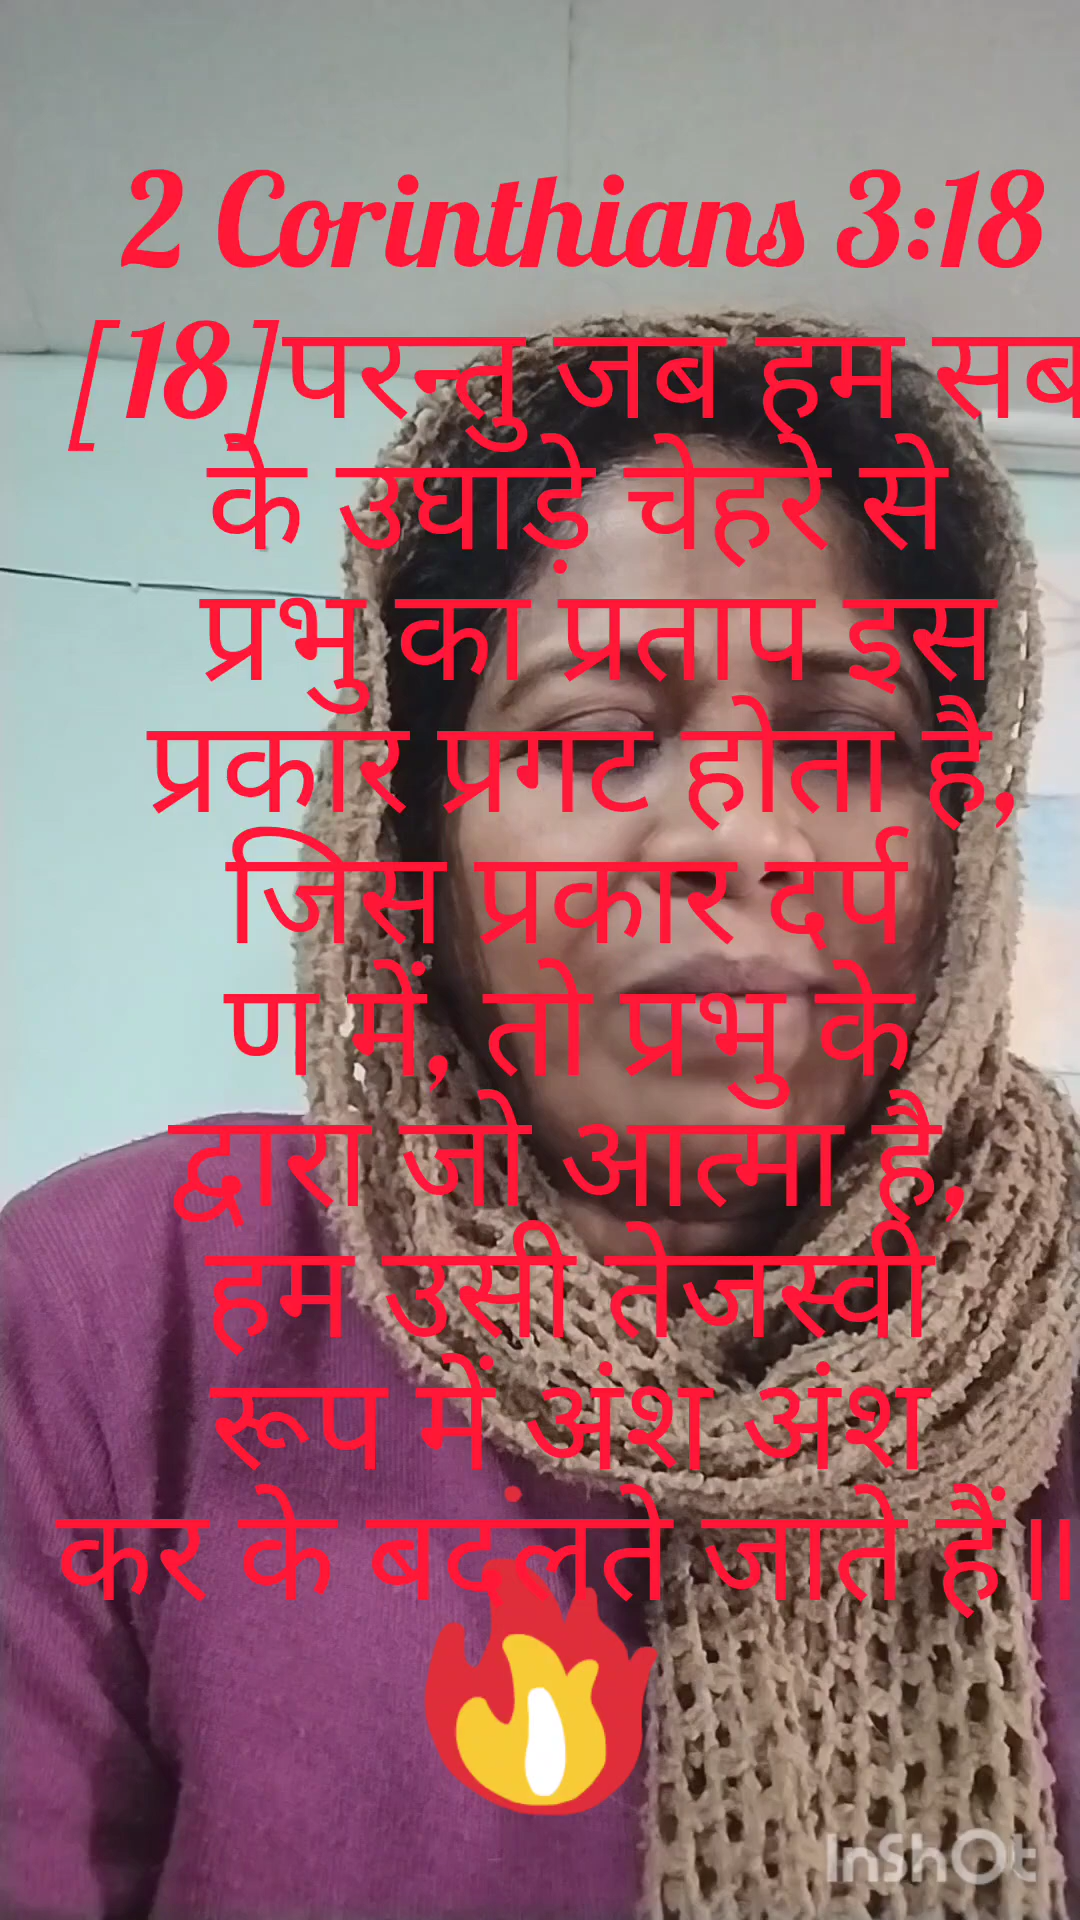 2 Corinthians 3:18
[18]परन्तु जब हम सब
के उघाड़े चेहरे से
प्रभु का प्रताप इस
प्रकार प्रगट होता है,
जिस प्रकार दर्प
ण में, तो प्रभु के
द्वारा जो आत्मा है,
हम उसी तेजस्वी
रूप में अंश अंश
कर के बदलते जाते हैं॥
InShOt